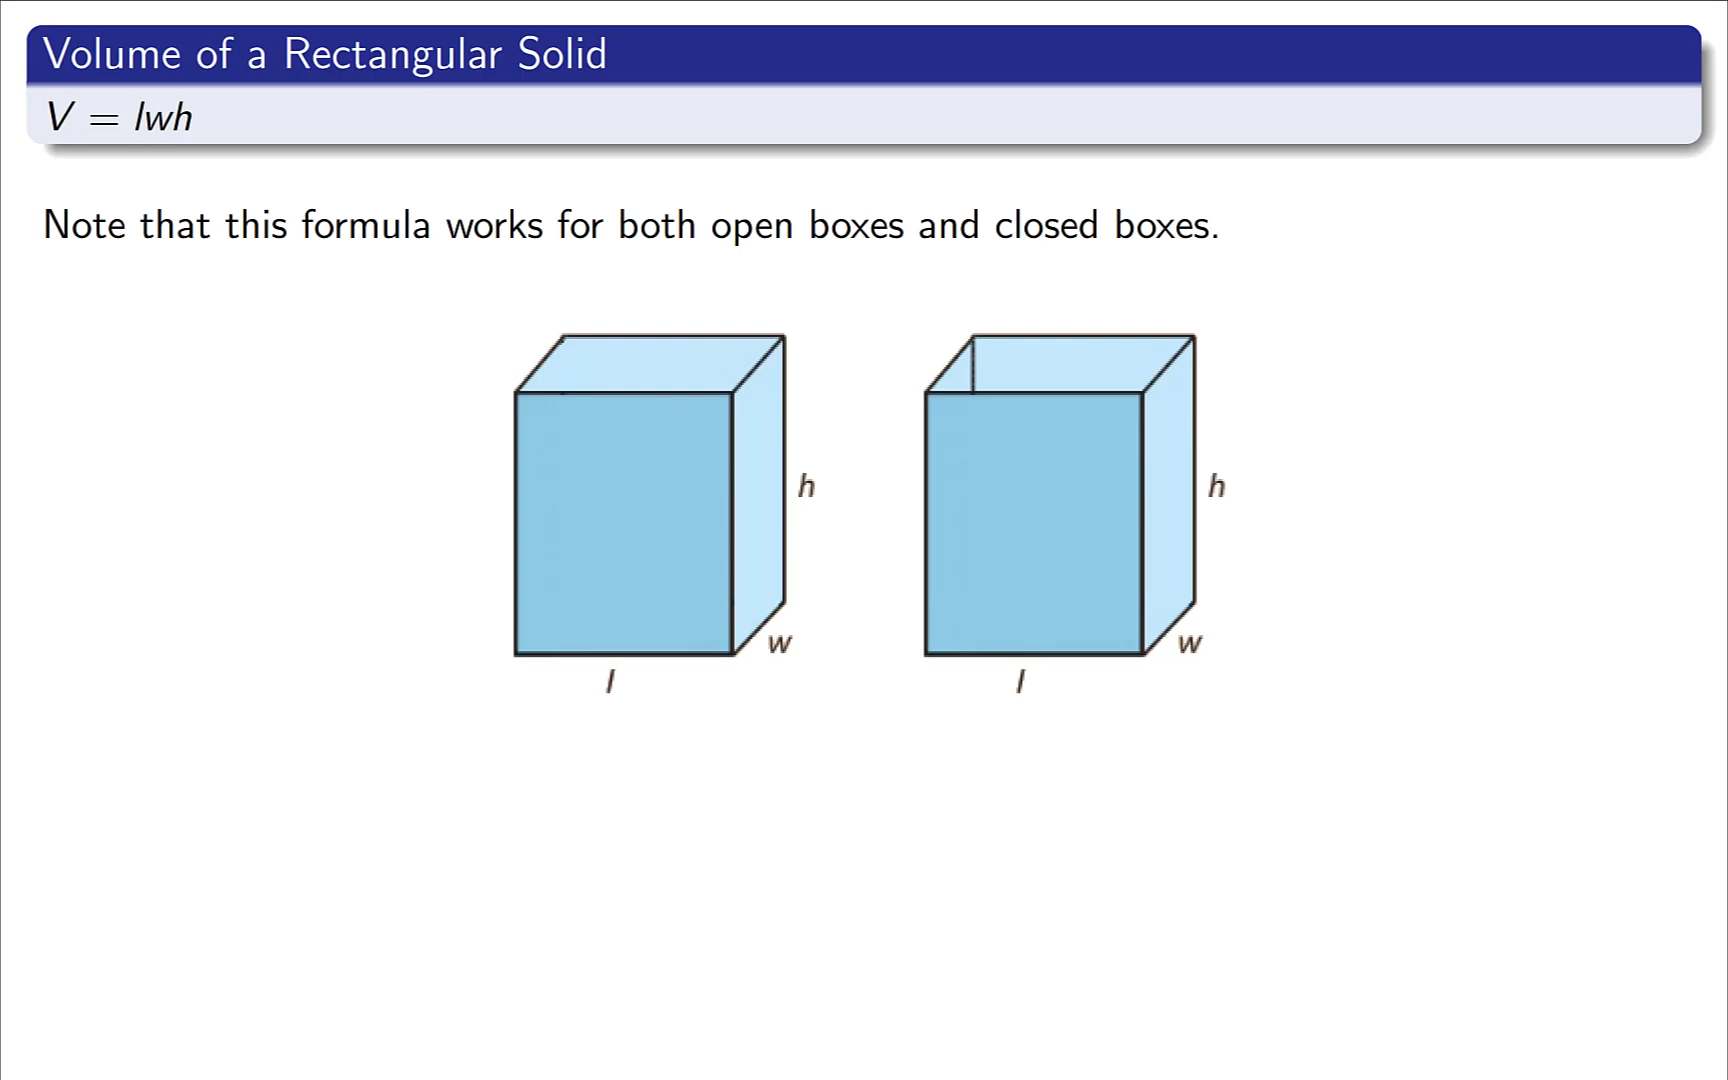 Volume of a Rectangular Solid
V = lwh
Note that this formula works for both open boxes and closed boxes.
h
h
w
w
l
l